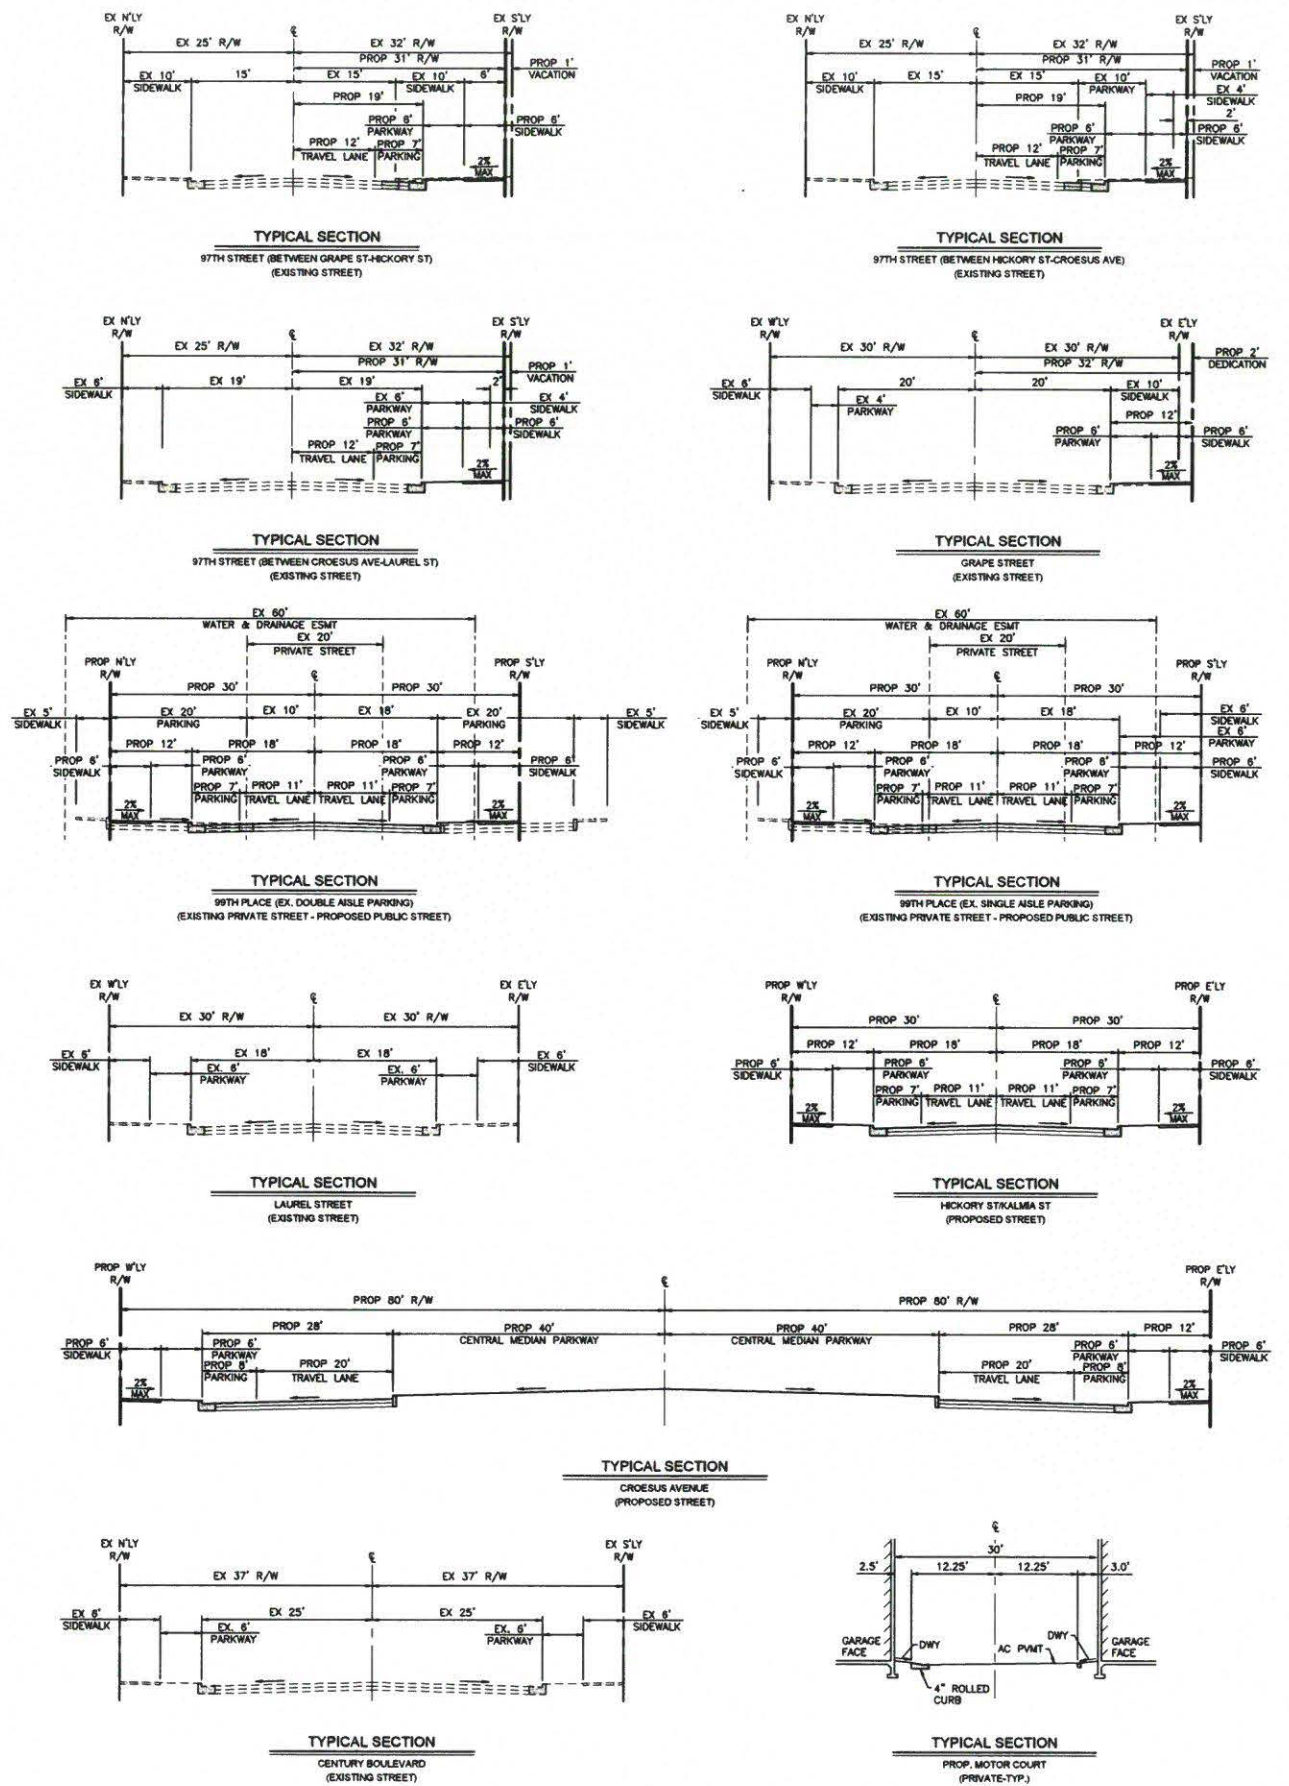 EX N'LY
R/W
℄
EX S'LY
R/W
EX 25' R/W
EX 32' R/W
PROP 31' R/W
PROP 1'
VACATION
EX 10'
SIDEWALK
15'
EX 15'
EX 10'
SIDEWALK
6'
PROP 19'
PROP 6'
PARKWAY
PROP 6'
SIDEWALK
PROP 12'
TRAVEL LANE
PROP 7'
PARKING
2%
MAX
TYPICAL SECTION
97TH STREET (BETWEEN GRAPE ST-HICKORY ST)
(EXISTING STREET)
EX N'LY
R/W
℄
EX S'LY
R/W
EX 25' R/W
EX 32' R/W
PROP 31' R/W
PROP 1'
VACATION
EX 10'
SIDEWALK
EX 15'
EX 15'
EX 10'
PARKWAY
EX 4'
SIDEWALK
2'
PROP 19'
PROP 6'
PARKWAY
PROP 6'
SIDEWALK
PROP 12'
TRAVEL LANE
PROP 7'
PARKING
2%
MAX
TYPICAL SECTION
97TH STREET (BETWEEN HICKORY ST-CROESUS AVE)
(EXISTING STREET)
EX N'LY
R/W
℄
EX S'LY
R/W
EX 25' R/W
EX 32' R/W
PROP 31' R/W
PROP 1'
VACATION
EX 6'
SIDEWALK
EX 19'
EX 19'
2'
EX 6'
PARKWAY
EX 4'
SIDEWALK
PROP 6'
PARKWAY
PROP 6'
SIDEWALK
PROP 12'
TRAVEL LANE
PROP 7'
PARKING
2%
MAX
TYPICAL SECTION
97TH STREET (BETWEEN CROESUS AVE-LAUREL ST)
(EXISTING STREET)
EX W'LY
R/W
℄
EX E'LY
R/W
EX 30' R/W
EX 30' R/W
PROP 32' R/W
PROP 2'
DEDICATION
EX 6'
SIDEWALK
EX 4'
PARKWAY
20'
20'
EX 10'
SIDEWALK
PROP 12'
PROP 6'
PARKWAY
PROP 6'
SIDEWALK
2%
MAX
TYPICAL SECTION
GRAPE STREET
(EXISTING STREET)
EX 60'
WATER & DRAINAGE ESMT
EX 20'
PRIVATE STREET
PROP N'LY
R/W
℄
PROP S'LY
R/W
PROP 30'
PROP 30'
EX 5'
SIDEWALK
EX 20'
PARKING
EX 10'
EX 18'
EX 20'
PARKING
EX 5'
SIDEWALK
PROP 12'
PROP 18'
PROP 18'
PROP 12'
PROP 6'
SIDEWALK
PROP 6'
PARKWAY
PROP 6'
PARKWAY
PROP 6'
SIDEWALK
PROP 7'
PARKING
PROP 11'
TRAVEL LANE
PROP 11'
TRAVEL LANE
PROP 7'
PARKING
2%
MAX
2%
MAX
TYPICAL SECTION
99TH PLACE (EX. DOUBLE AISLE PARKING)
(EXISTING PRIVATE STREET - PROPOSED PUBLIC STREET)
EX 60'
WATER & DRAINAGE ESMT
EX 20'
PRIVATE STREET
PROP N'LY
R/W
℄
PROP S'LY
R/W
PROP 30'
PROP 30'
EX 5'
SIDEWALK
EX 20'
PARKING
EX 10'
EX 18'
EX 6'
SIDEWALK
EX 6'
PARKWAY
PROP 12'
PROP 18'
PROP 18'
PROP 12'
PROP 6'
SIDEWALK
PROP 6'
PARKWAY
PROP 6'
PARKWAY
PROP 6'
SIDEWALK
PROP 7'
PARKING
PROP 11'
TRAVEL LANE
PROP 11'
TRAVEL LANE
PROP 7'
PARKING
2%
MAX
2%
MAX
TYPICAL SECTION
99TH PLACE (EX. SINGLE AISLE PARKING)
(EXISTING PRIVATE STREET - PROPOSED PUBLIC STREET)
EX W'LY
R/W
℄
EX E'LY
R/W
EX 30' R/W
EX 30' R/W
EX 6'
SIDEWALK
EX 18'
EX 18'
EX 6'
SIDEWALK
EX. 6'
PARKWAY
EX. 6'
PARKWAY
TYPICAL SECTION
LAUREL STREET
(EXISTING STREET)
PROP W'LY
R/W
℄
PROP E'LY
R/W
PROP 30'
PROP 30'
PROP 12'
PROP 18'
PROP 18'
PROP 12'
PROP 6'
SIDEWALK
PROP 6'
PARKWAY
PROP 6'
PARKWAY
PROP 6'
SIDEWALK
PROP 7'
PARKING
PROP 11'
TRAVEL LANE
PROP 11'
TRAVEL LANE
PROP 7'
PARKING
2%
MAX
2%
MAX
TYPICAL SECTION
HICKORY ST/KALMIA ST
(PROPOSED STREET)
PROP W'LY
R/W
℄
PROP E'LY
R/W
PROP 80' R/W
PROP 80' R/W
PROP 28'
PROP 40'
CENTRAL MEDIAN PARKWAY
PROP 40'
CENTRAL MEDIAN PARKWAY
PROP 28'
PROP 12'
PROP 6'
SIDEWALK
PROP 6'
PARKWAY
PROP 6'
PARKWAY
PROP 6'
SIDEWALK
PROP 8'
PARKING
PROP 20'
TRAVEL LANE
PROP 20'
TRAVEL LANE
PROP 8'
PARKING
2%
MAX
2%
MAX
TYPICAL SECTION
CROESUS AVENUE
(PROPOSED STREET)
EX N'LY
R/W
℄
EX S'LY
R/W
EX 37' R/W
EX 37' R/W
EX 6'
SIDEWALK
EX 25'
EX 25'
EX 6'
SIDEWALK
EX. 6'
PARKWAY
EX. 6'
PARKWAY
TYPICAL SECTION
CENTURY BOULEVARD
(EXISTING STREET)
℄
30'
2.5'
12.25'
12.25'
3.0'
GARAGE
FACE
DWY
AC PVMT
DWY
GARAGE
FACE
4" ROLLED
CURB
TYPICAL SECTION
PROP. MOTOR COURT
(PRIVATE-TYP.)